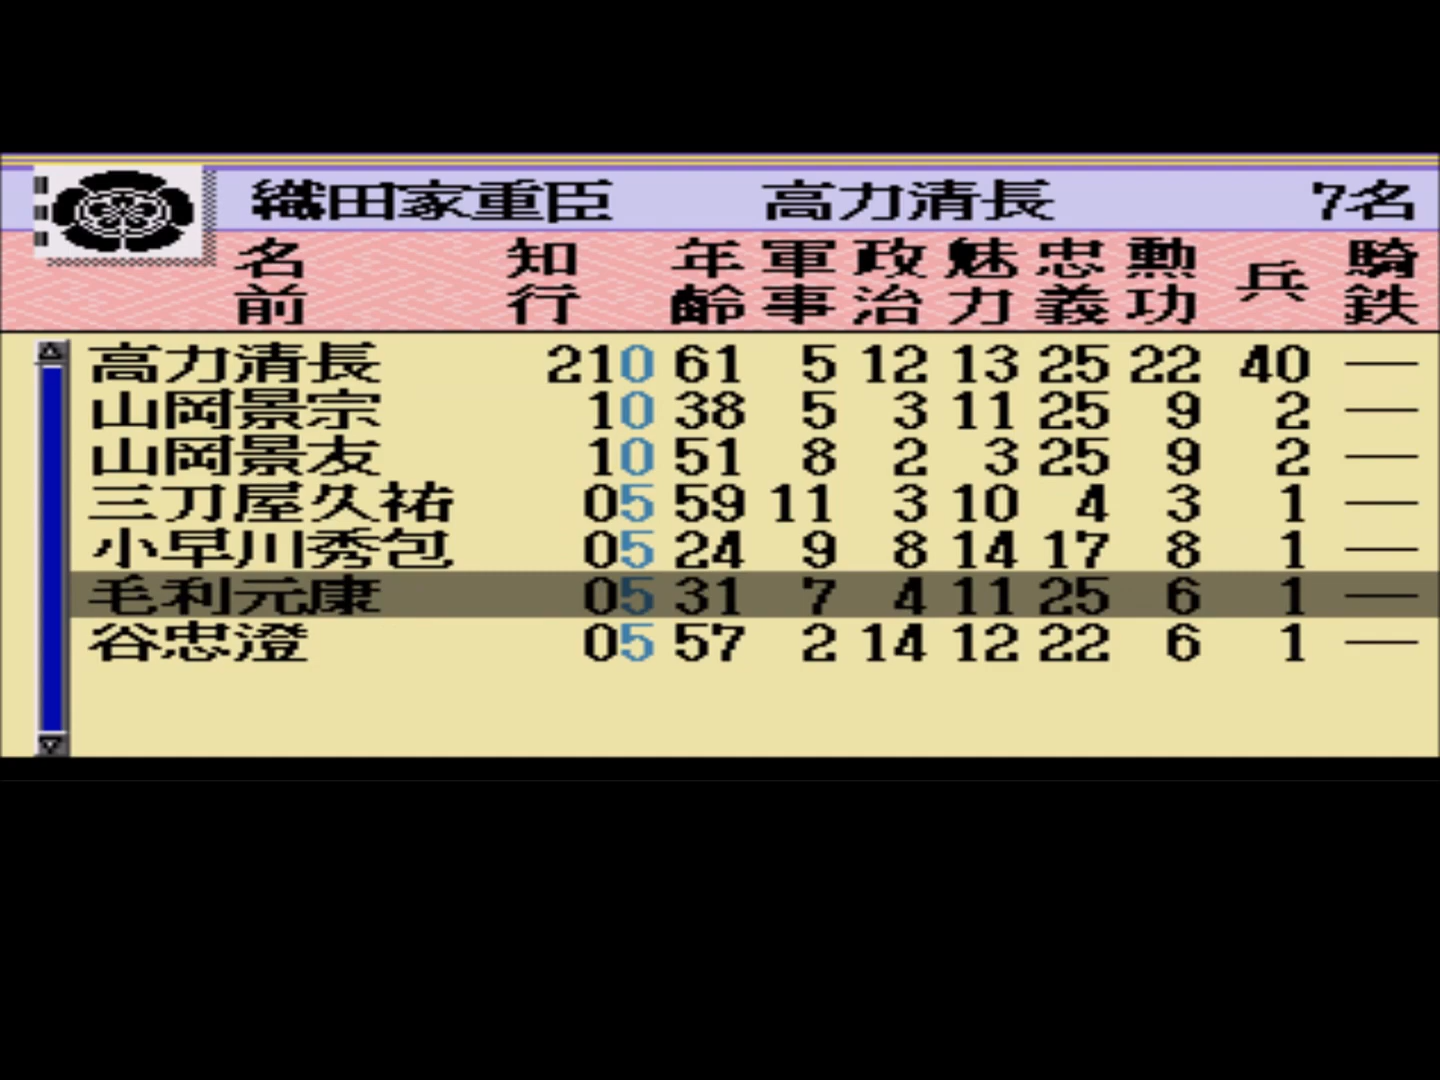 織田家重臣 高力清長 7名
名前 知行 年齢 軍事 政治 魅力 忠義 勲功 兵 騎鉄
高力清長 210 61 5 12 13 25 22 40 —
山岡景宗 10 38 5 3 11 25 9 2 —
山岡景友 10 51 8 2 3 25 9 2 —
三刀屋久祐 05 59 11 3 10 4 3 1 —
小早川秀包 05 24 9 8 14 17 8 1 —
毛利元康 05 31 7 4 11 25 6 1 —
谷忠澄 05 57 2 14 12 22 6 1 —